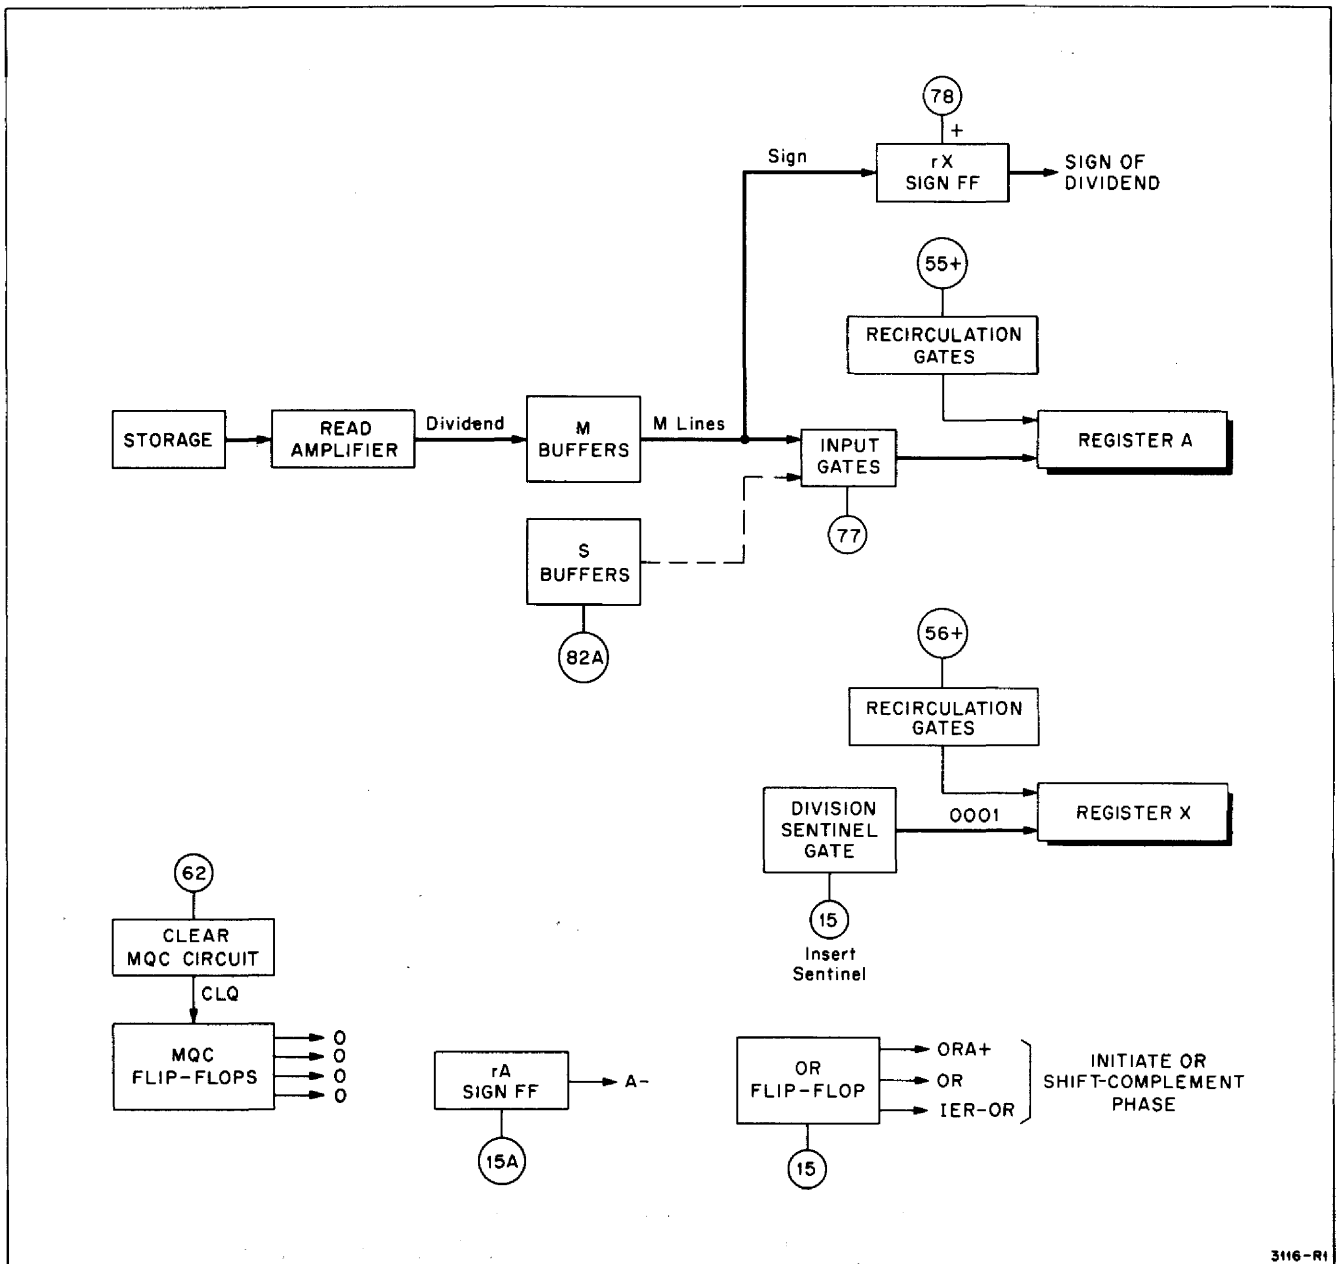 78
+
rX
SIGN FF
Sign
SIGN OF
DIVIDEND
55+
RECIRCULATION
GATES
STORAGE
READ
AMPLIFIER
Dividend
M
BUFFERS
M Lines
INPUT
GATES
REGISTER A
77
S
BUFFERS
82A
56+
RECIRCULATION
GATES
DIVISION
SENTINEL
GATE
0001
REGISTER X
15
Insert
Sentinel
62
CLEAR
MQC CIRCUIT
CLQ
MQC
FLIP-FLOPS
0
0
0
0
rA
SIGN FF
A-
15A
OR
FLIP-FLOP
ORA+
OR
IER-OR
INITIATE OR
SHIFT-COMPLEMENT
PHASE
15
3116-R1